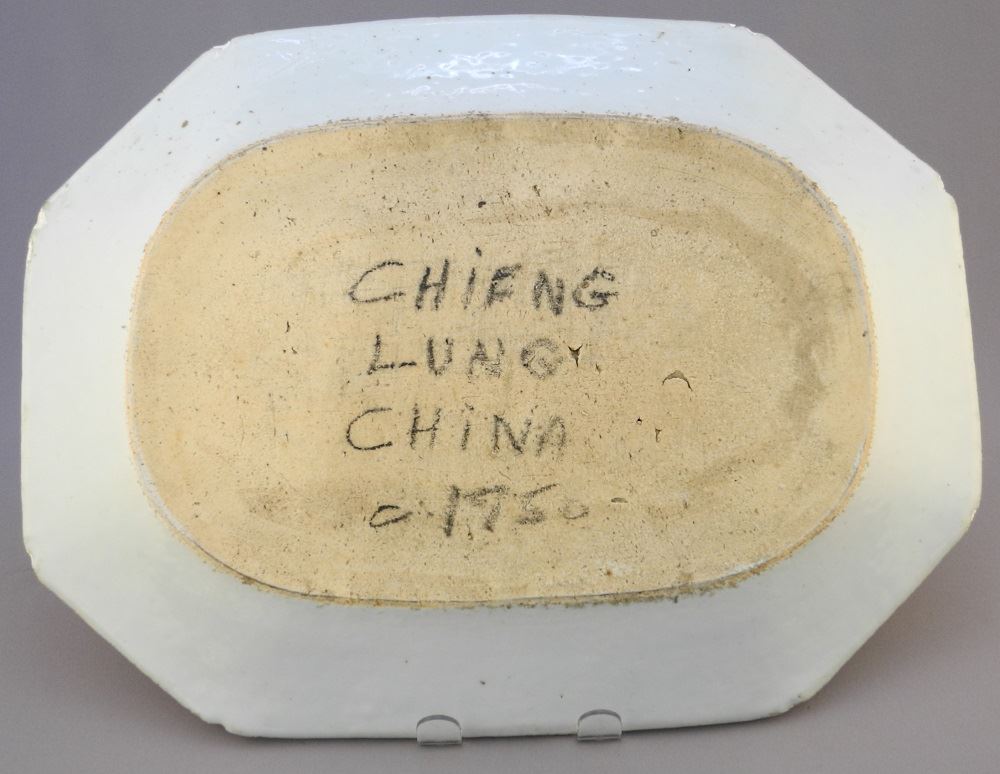 CHiENG
LUNG
CHiNA
c. 1750